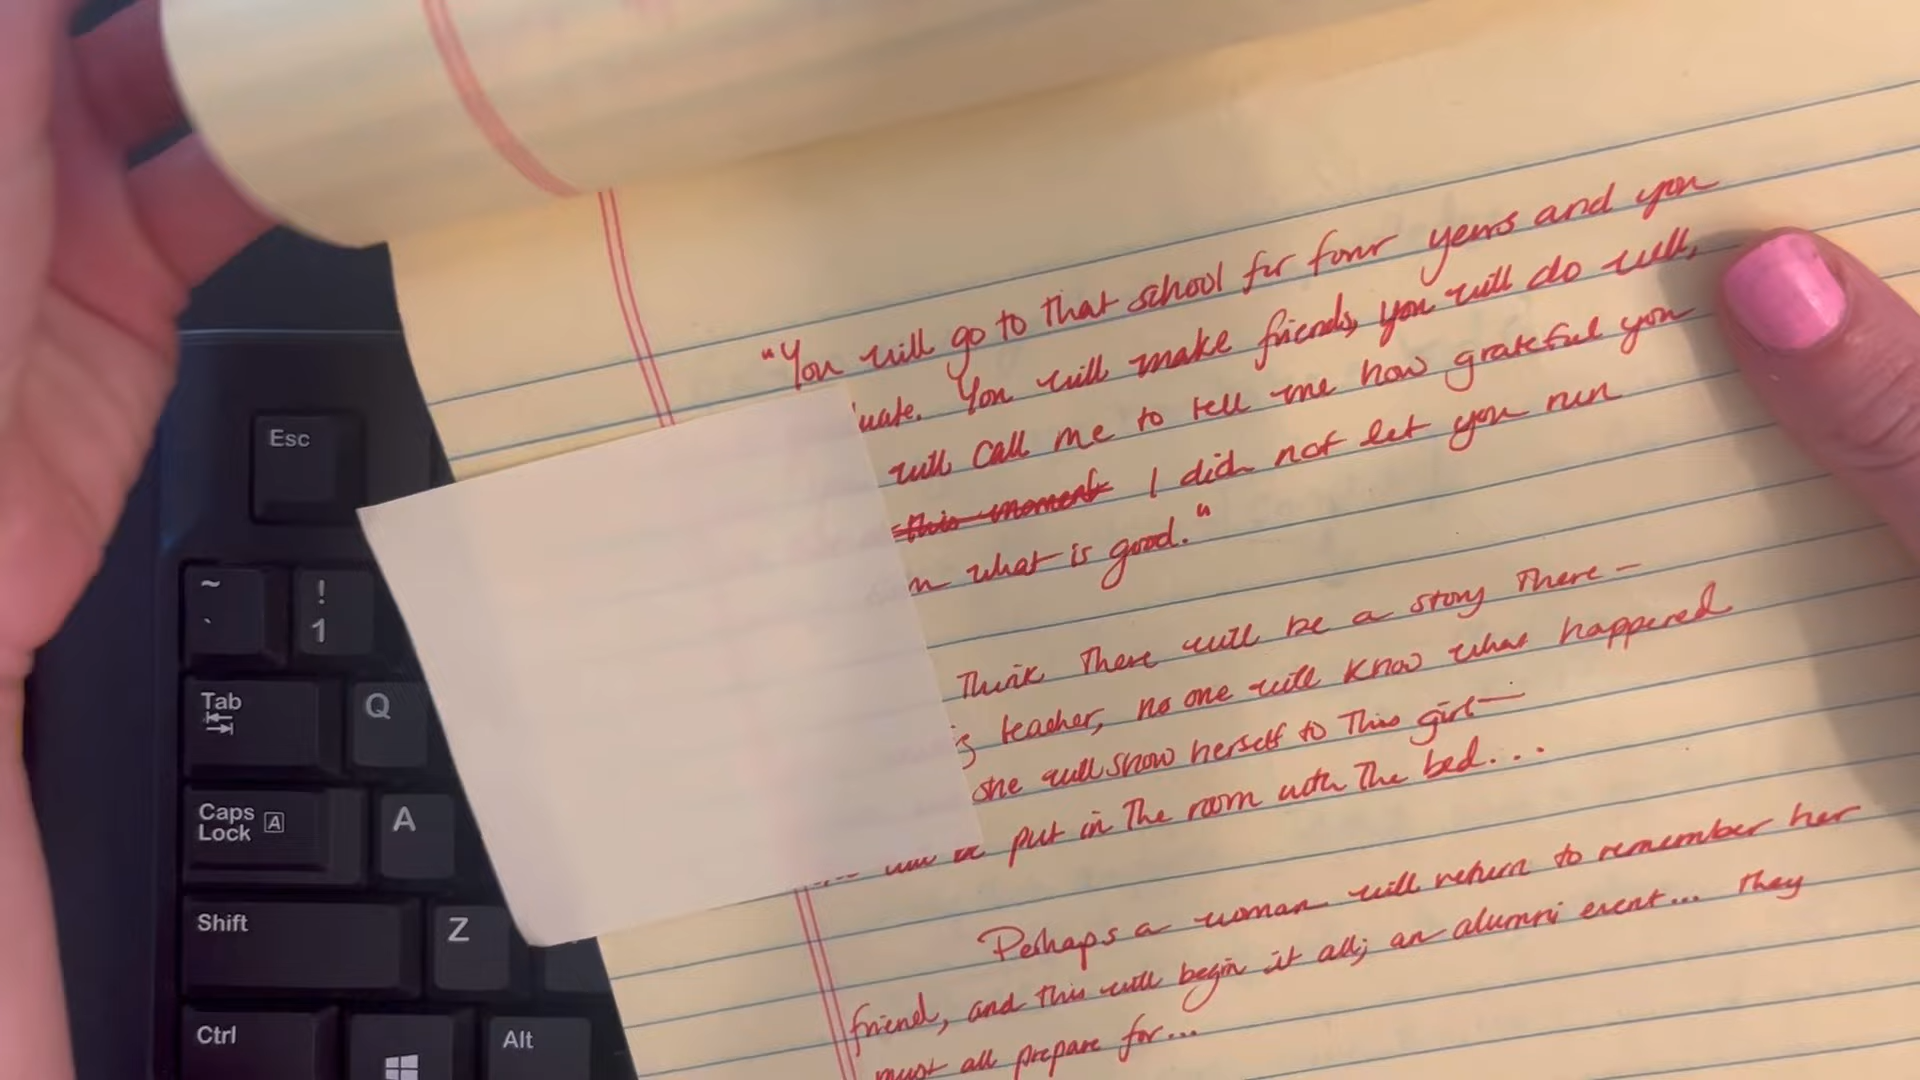 "You will go to that school for four years and you
uate. You will make friends, you will do well,
will call me to tell me how grateful you
this moment I did not let you run
what is good."
Think there will be a story there -
teacher, no one will know what happened
she will show herself to this girl—
put in the room with the bed...
Perhaps a woman will return to remember her
friend, and this will begin it all; an alumni event... they
must all prepare for...
Esc
~
`
!
1
Tab
Q
Caps
Lock
A
A
Shift
Z
Ctrl
Alt